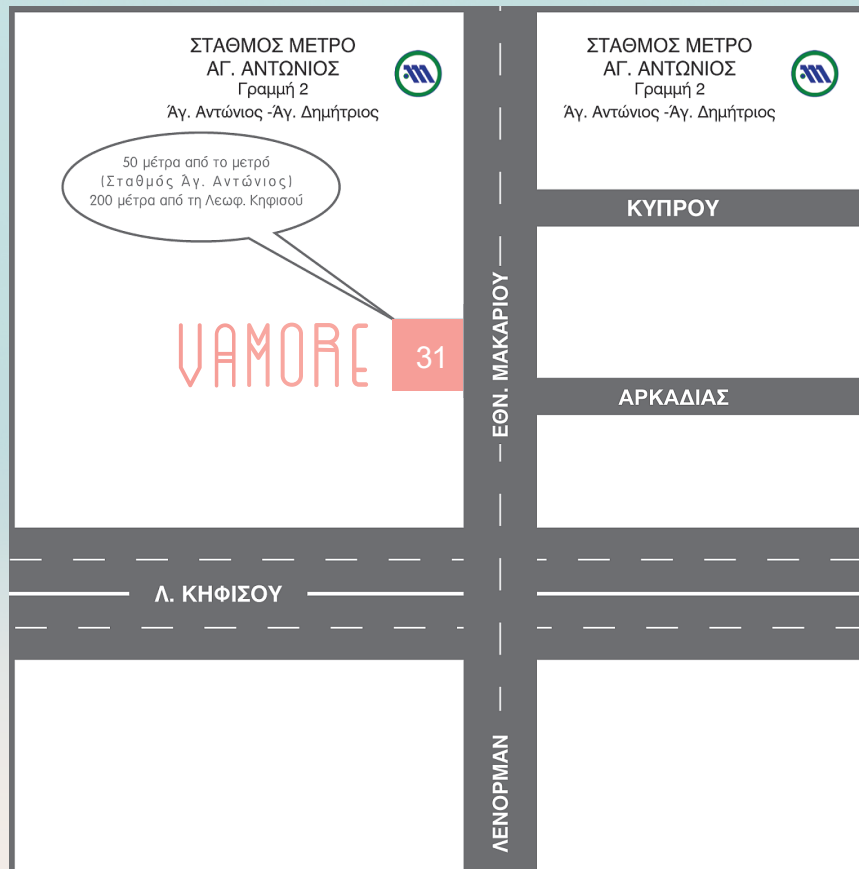 ΣΤΑΘΜΟΣ ΜΕΤΡΟ
ΑΓ. ΑΝΤΩΝΙΟΣ
Γραμμή 2
Άγ. Αντώνιος -Άγ. Δημήτριος
ΣΤΑΘΜΟΣ ΜΕΤΡΟ
ΑΓ. ΑΝΤΩΝΙΟΣ
Γραμμή 2
Άγ. Αντώνιος -Άγ. Δημήτριος
50 μέτρα από το μετρό
(Σταθμός Άγ. Αντώνιος)
200 μέτρα από τη Λεωφ. Κηφισού
ΚΥΠΡΟΥ
VAMORE
31
ΕΘΝ. ΜΑΚΑΡΙΟΥ
ΑΡΚΑΔΙΑΣ
Λ. ΚΗΦΙΣΟΥ
ΛΕΝΟΡΜΑΝ